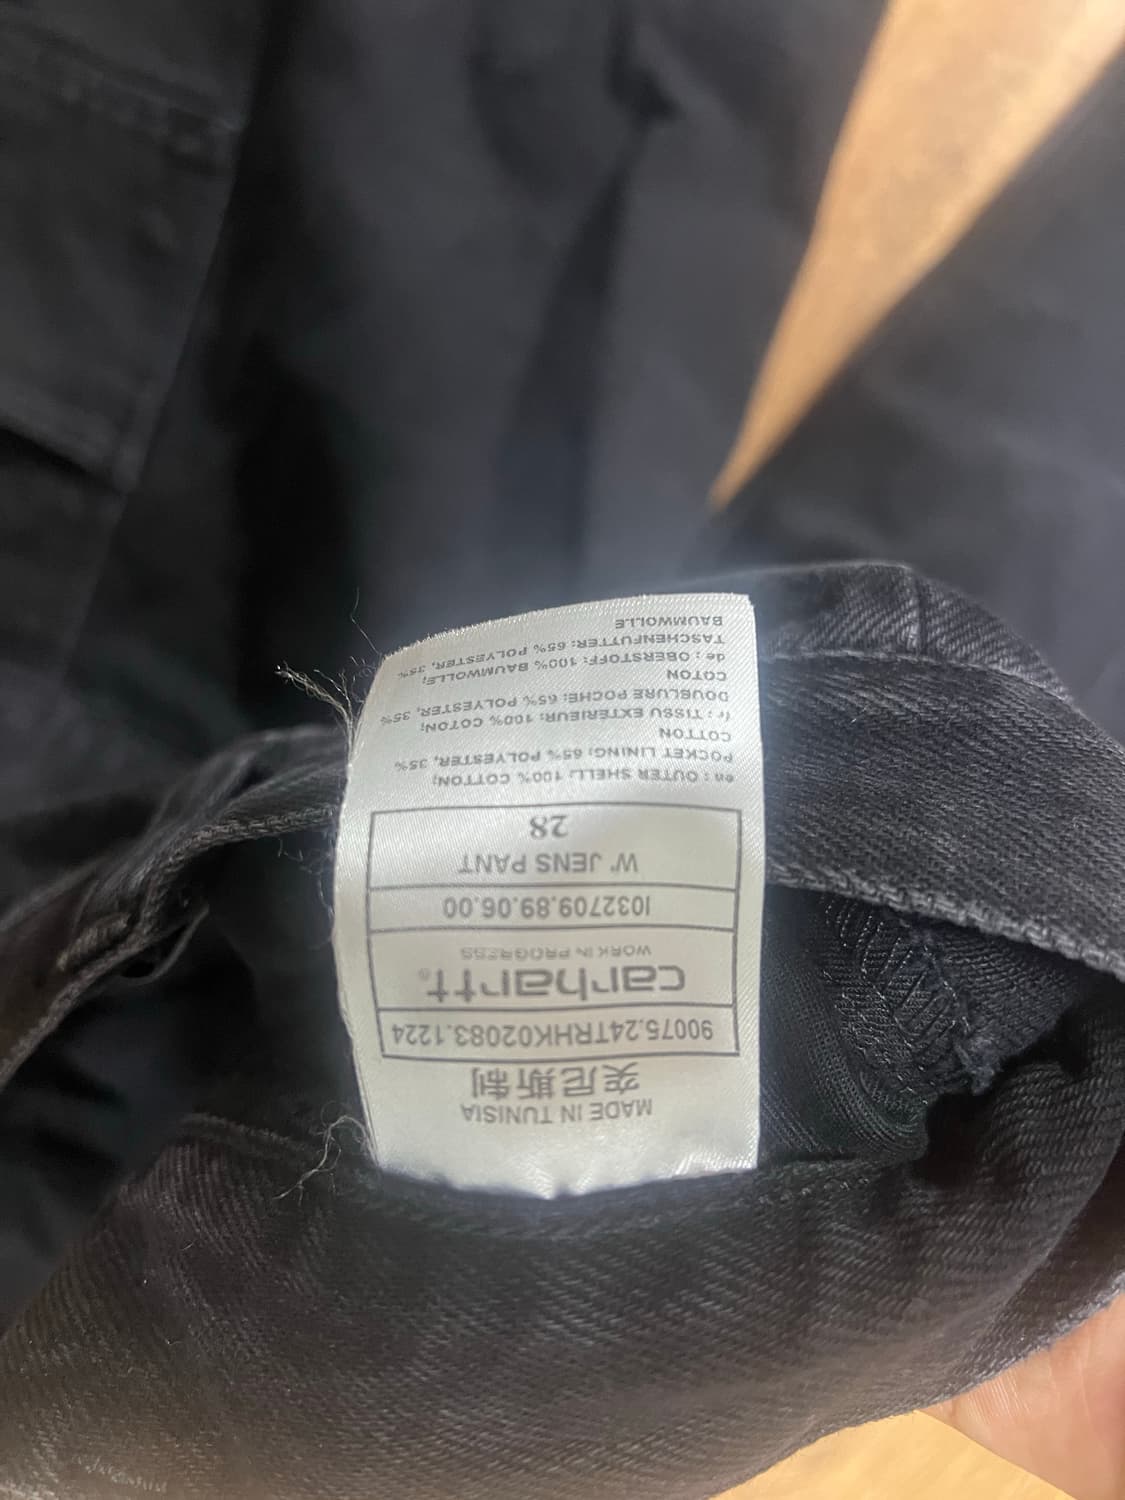 MADE IN TUNISIA
突尼斯制
90075.24TRHK02083.1224
carhartt®
WORK IN PROGRESS
I032709.89.06.00
W' JENS PANT
28
en : OUTER SHELL: 100% COTTON;
POCKET LINING: 65% POLYESTER, 35%
COTTON
fr : TISSU EXTÉRIEUR: 100% COTON;
DOUBLURE POCHE: 65% POLYESTER, 35%
COTON
de : OBERSTOFF: 100% BAUMWOLLE;
TASCHENFUTTER: 65% POLYESTER, 35%
BAUMWOLLE